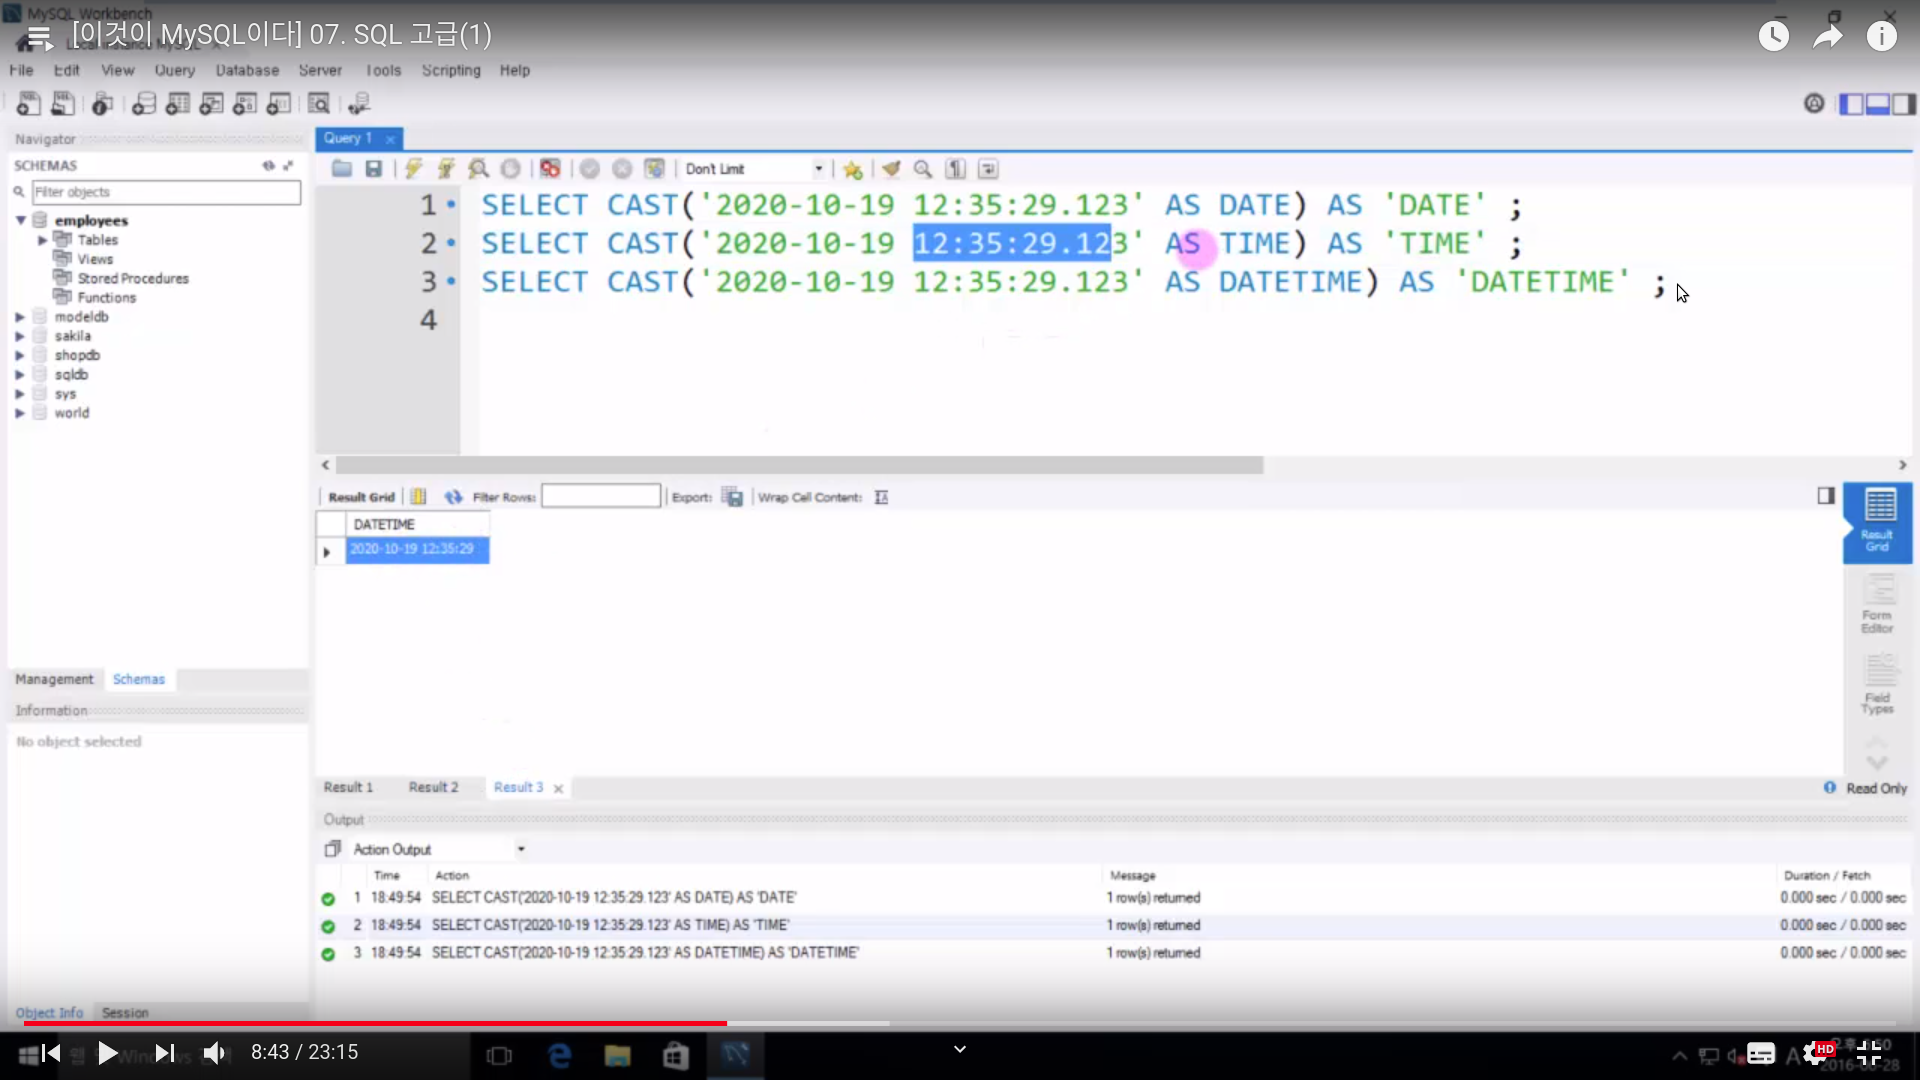 MySQL Workbench
[이것이 MySQL이다] 07. SQL 고급(1)
File Edit View Query Database Server Tools Scripting Help
Navigator
Query 1
SCHEMAS
Don't Limit
Filter objects
employees
Tables
Views
Stored Procedures
Functions
modeldb
sakila
shopdb
sqldb
sys
world
1 SELECT CAST('2020-10-19 12:35:29.123' AS DATE) AS 'DATE' ;
2 SELECT CAST('2020-10-19 12:35:29.123' AS TIME) AS 'TIME' ;
3 SELECT CAST('2020-10-19 12:35:29.123' AS DATETIME) AS 'DATETIME' ;
4
Result Grid Filter Rows: Export: Wrap Cell Content:
DATETIME
2020-10-19 12:35:29
Result
Grid
Form
Editor
Field
Types
Management Schemas
Information
No object selected
Result 1 Result 2 Result 3
Read Only
Output
Action Output
Time Action Message Duration / Fetch
1 18:49:54 SELECT CAST('2020-10-19 12:35:29.123' AS DATE) AS 'DATE' 1 row(s) returned 0.000 sec / 0.000 sec
2 18:49:54 SELECT CAST('2020-10-19 12:35:29.123' AS TIME) AS 'TIME' 1 row(s) returned 0.000 sec / 0.000 sec
3 18:49:54 SELECT CAST('2020-10-19 12:35:29.123' AS DATETIME) AS 'DATETIME' 1 row(s) returned 0.000 sec / 0.000 sec
Object Info Session
8:43 / 23:15
HD